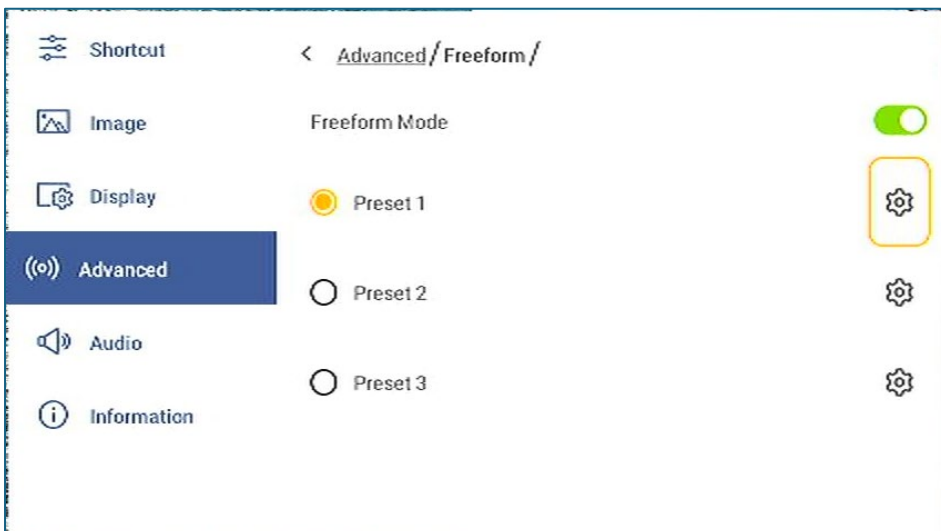 Shortcut
Image
Display
Advanced
Audio
Information
Advanced/Freeform/
Freeform Mode
Preset 1
Preset 2
Preset 3